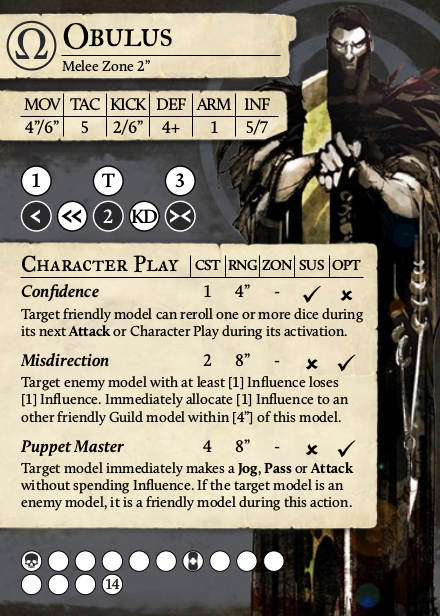 Ω OBULUS
Melee Zone 2”
MOV TAC KICK DEF ARM INF
4”/6” 5 2/6” 4+ 1 5/7
1 T 3
< << 2 KD ><
CHARACTER PLAY CST RNG ZON SUS OPT
Confidence 1 4” - ✓ ✗
Target friendly model can reroll one or more dice during
its next Attack or Character Play during its activation.
Misdirection 2 8” - ✗ ✓
Target enemy model with at least [1] Influence loses
[1] Influence. Immediately allocate [1] Influence to an
other friendly Guild model within [4”] of this model.
Puppet Master 4 8” - ✗ ✓
Target model immediately makes a Jog, Pass or Attack
without spending Influence. If the target model is an
enemy model, it is a friendly model during this action.
14